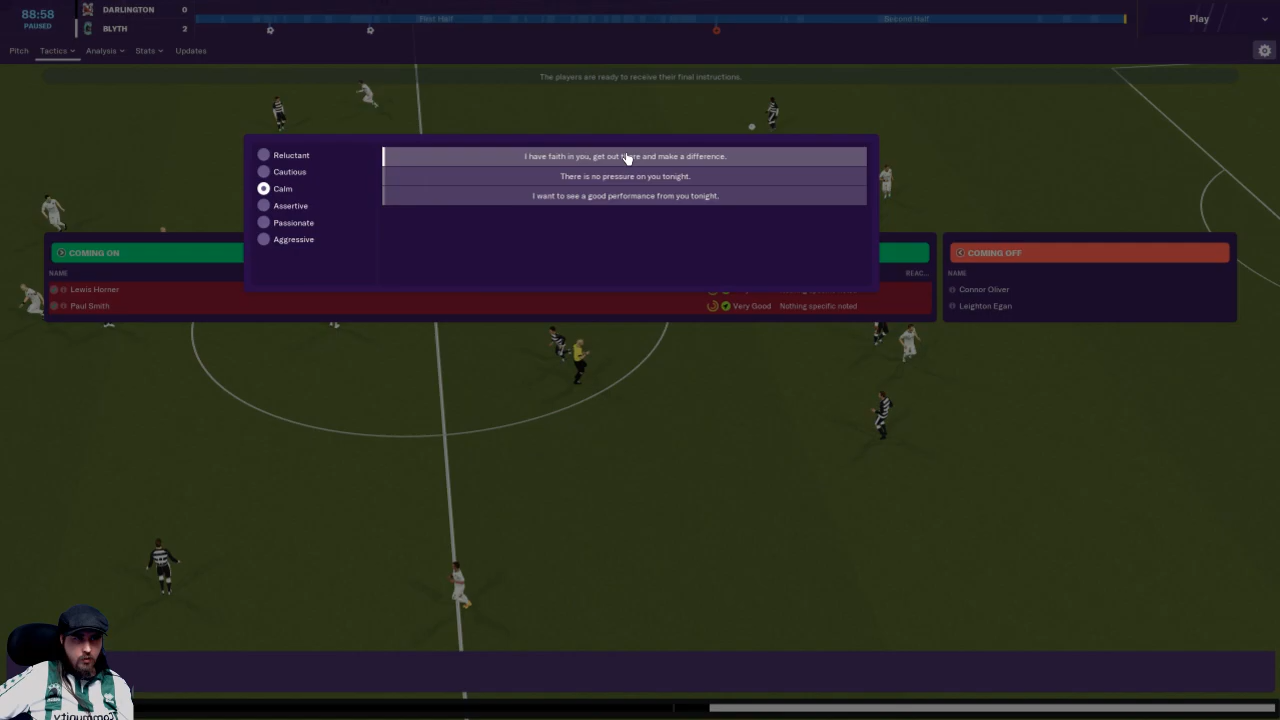 88:58
PAUSED
DARLINGTON 0
BLYTH 2
First Half
Second Half
Play
Pitch
Tactics
Analysis
Stats
Updates
The players are ready to receive their final instructions.
Reluctant
Cautious
Calm
Assertive
Passionate
Aggressive
I have faith in you, get out there and make a difference.
There is no pressure on you tonight.
I want to see a good performance from you tonight.
COMING ON
NAME
REAC...
Lewis Horner
Paul Smith
Very Good Nothing specific noted
COMING OFF
NAME
Connor Oliver
Leighton Egan